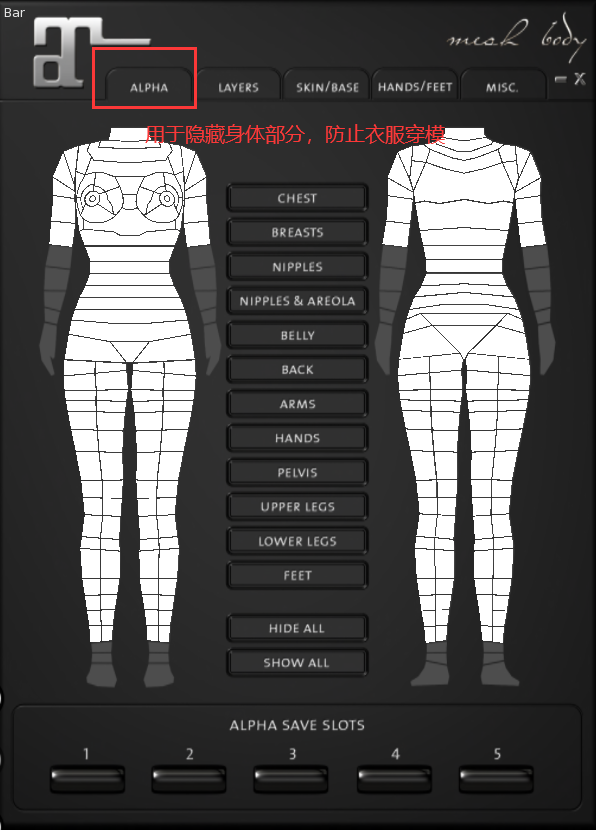 Bar
mesh body
ALPHA
LAYERS
SKIN/BASE
HANDS/FEET
MISC.
用于隐藏身体部分，防止衣服穿模
CHEST
BREASTS
NIPPLES
NIPPLES & AREOLA
BELLY
BACK
ARMS
HANDS
PELVIS
UPPER LEGS
LOWER LEGS
FEET
HIDE ALL
SHOW ALL
ALPHA SAVE SLOTS
1 2 3 4 5